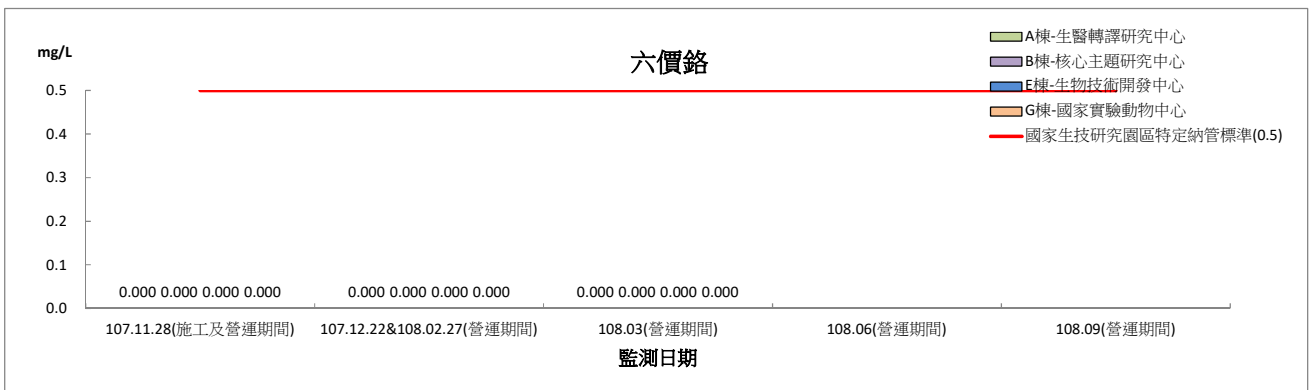 mg/L
六價鉻
A棟-生醫轉譯研究中心
B棟-核心主題研究中心
E棟-生物技術開發中心
G棟-國家實驗動物中心
國家生技研究園區特定納管標準(0.5)
0.5
0.4
0.3
0.2
0.1
0.0
0.000 0.000 0.000 0.000 0.000 0.000 0.000 0.000 0.000 0.000 0.000 0.000
107.11.28(施工及營運期間) 107.12.22&108.02.27(營運期間) 108.03(營運期間) 108.06(營運期間) 108.09(營運期間)
監測日期